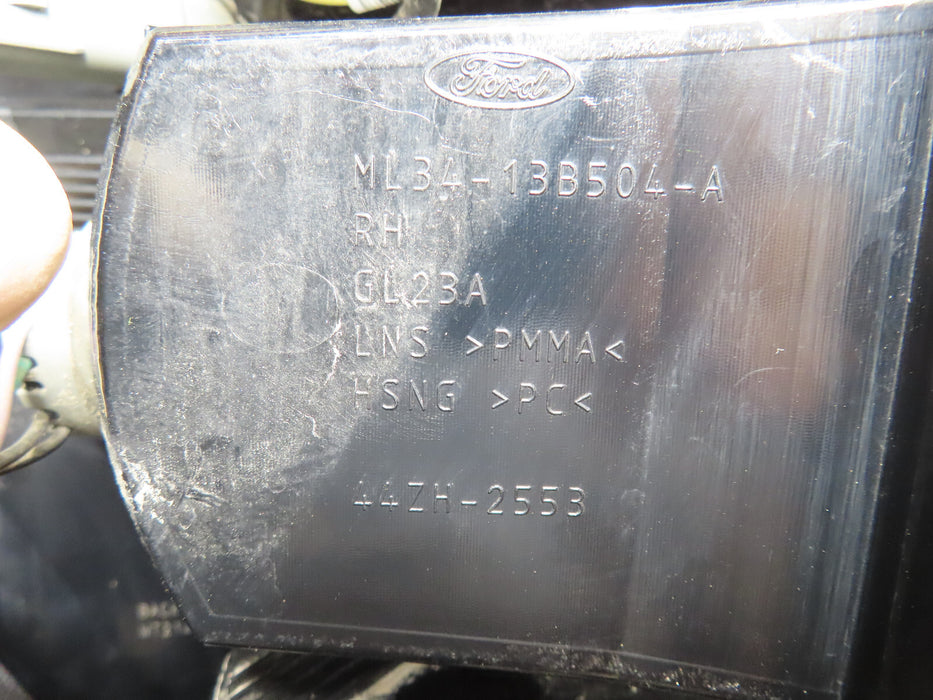 Ford
ML34-13B504-A
RH
GL23A
LNS >PMMA<
HSNG >PC<
44ZH-2553